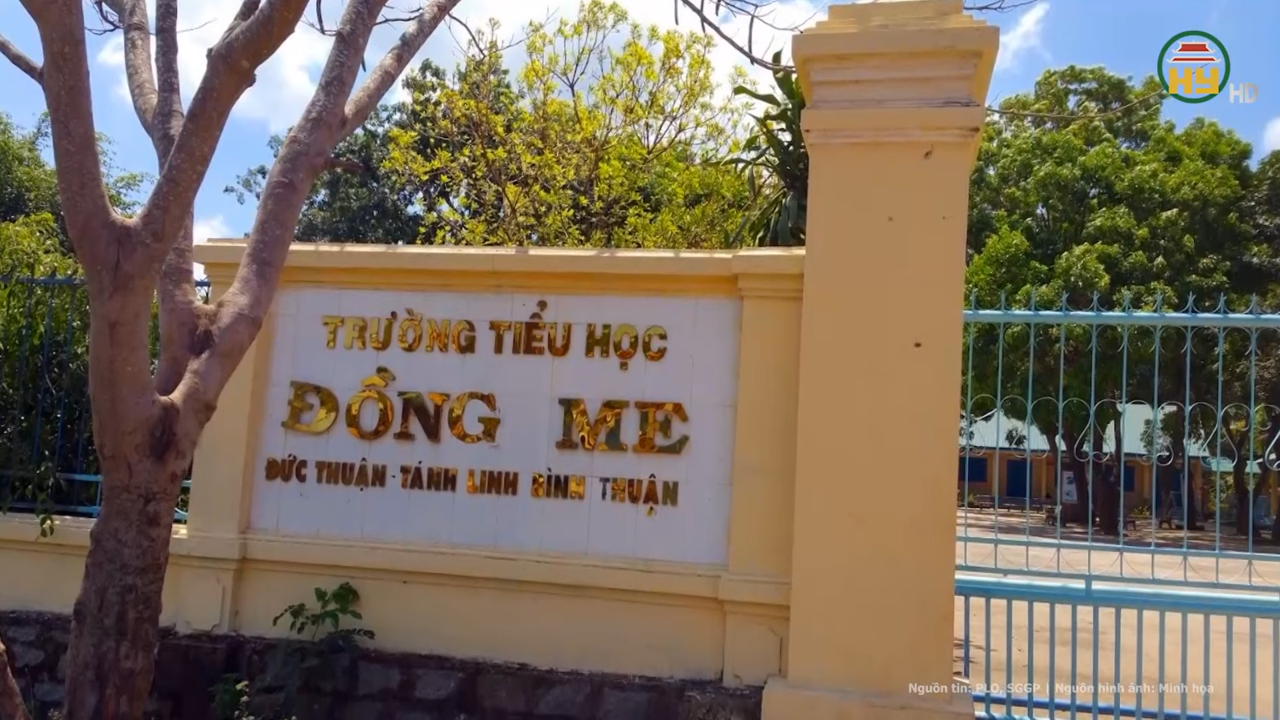 HY HD
TRƯỜNG TIỂU HỌC
ĐỒNG ME
ĐỨC THUẬN - TÁNH LINH BÌNH THUẬN
Nguồn tin: PLO, SGGP | Nguồn hình ảnh: Minh họa